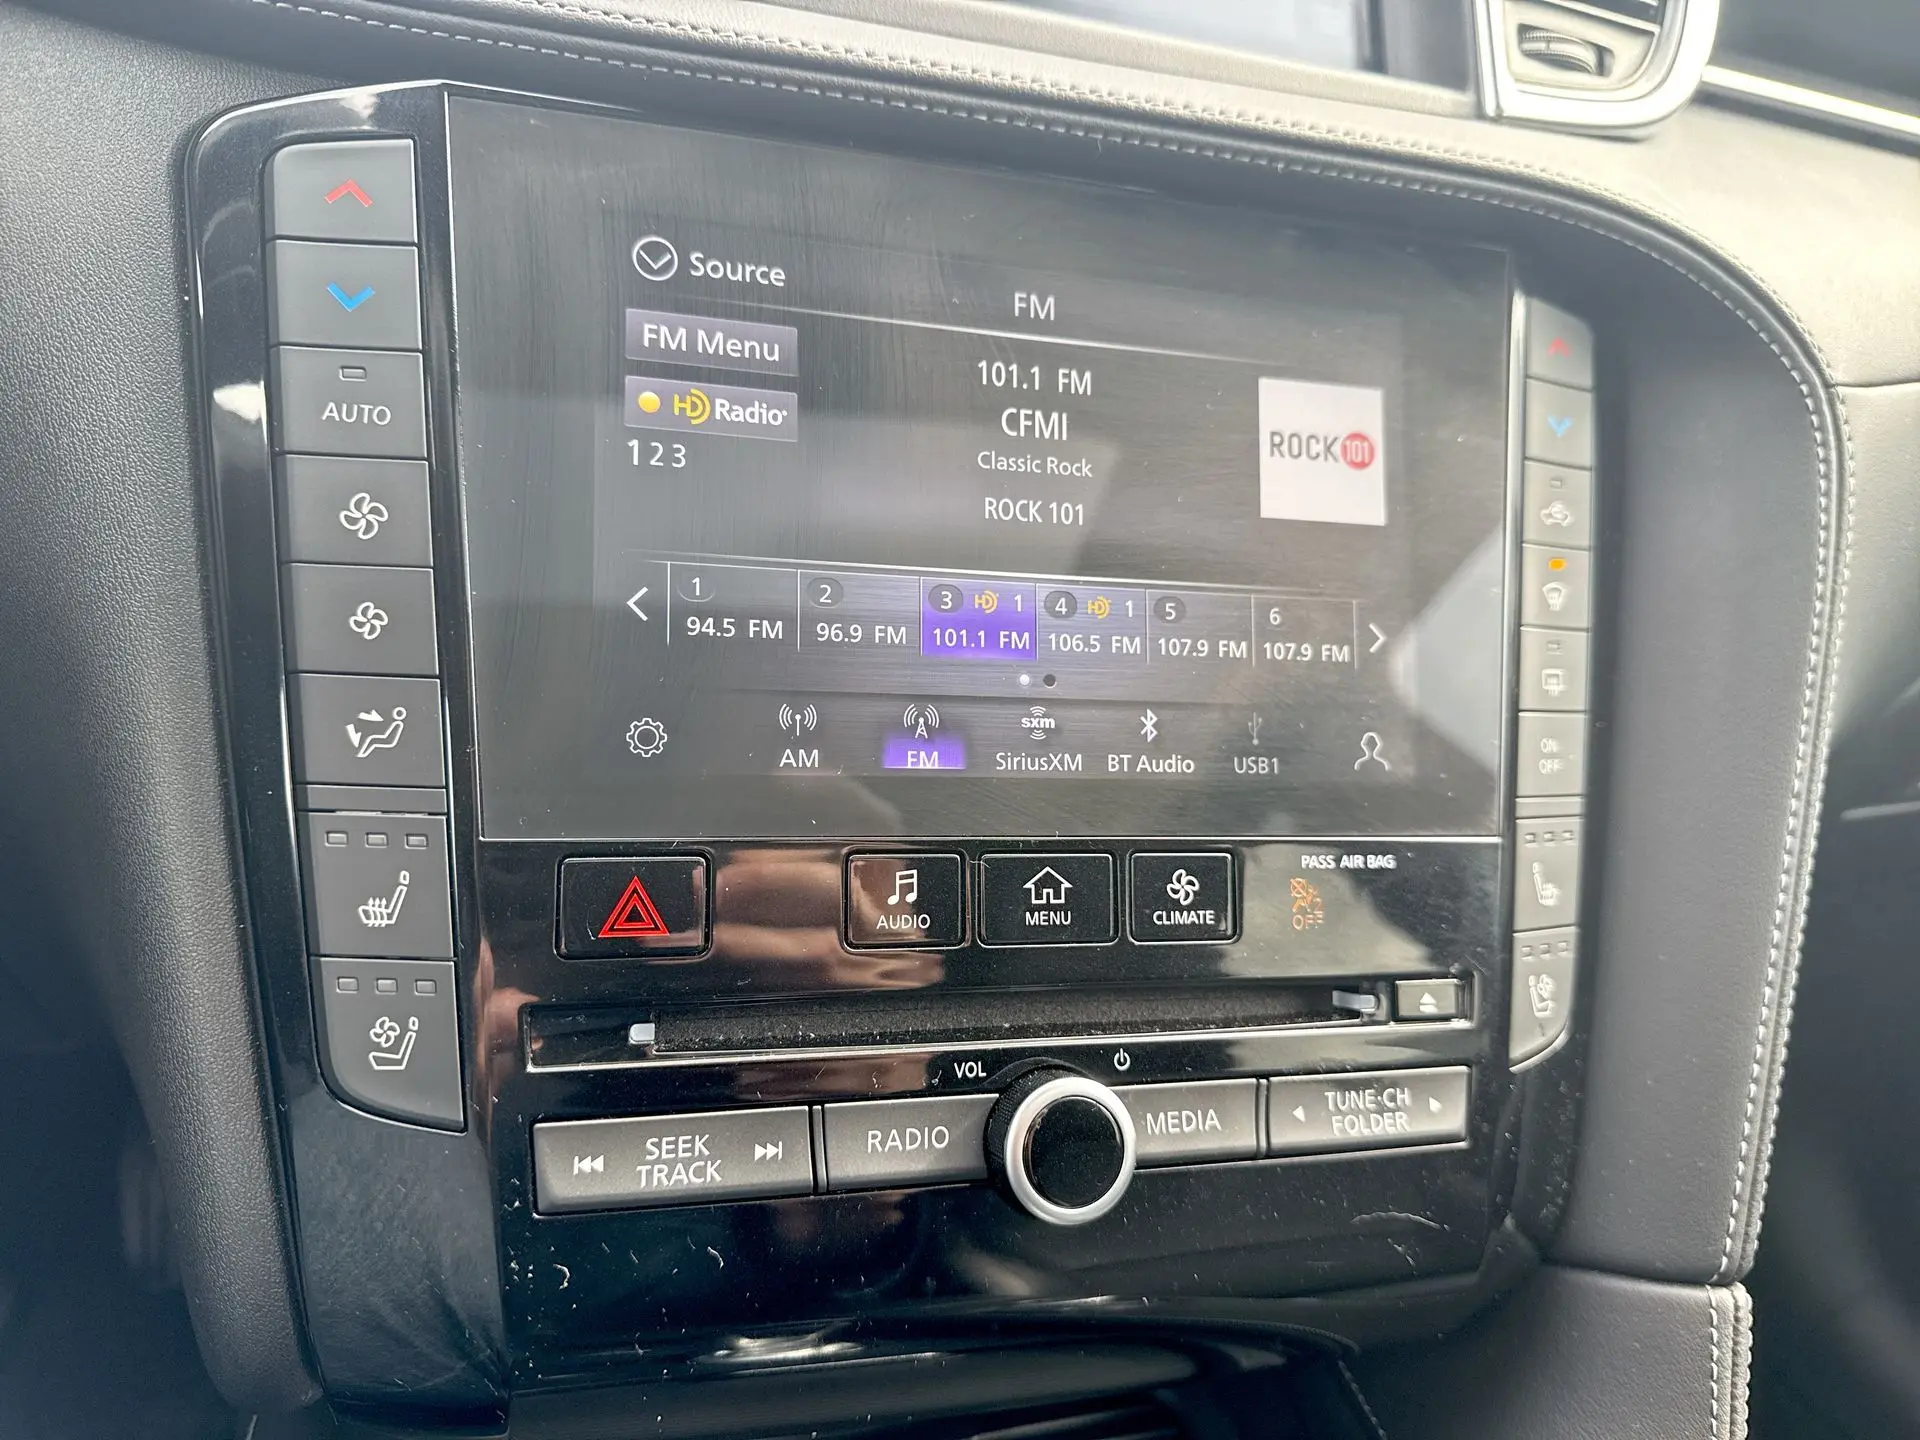 Source
FM
FM Menu
HD Radio
1 2 3
101.1 FM
CFMI
Classic Rock
ROCK 101
ROCK 101
1
94.5 FM
2
96.9 FM
3 HD 1
101.1 FM
4 HD 1
106.5 FM
5
107.9 FM
6
107.9 FM
AM
FM
sxm
SiriusXM
BT Audio
USB1
AUTO
ON
OFF
AUDIO
MENU
CLIMATE
PASS AIR BAG
2
OFF
VOL
SEEK
TRACK
RADIO
MEDIA
TUNE·CH
FOLDER